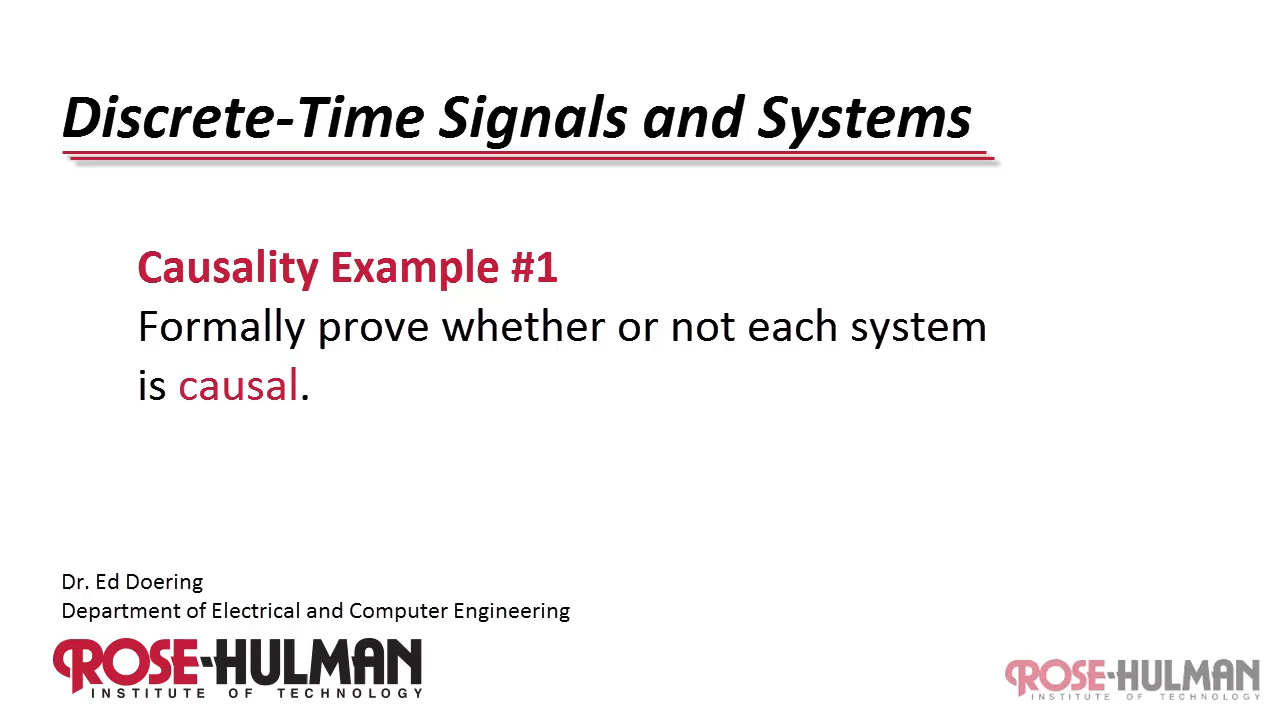 Discrete-Time Signals and Systems
Causality Example #1
Formally prove whether or not each system
is causal.
Dr. Ed Doering
Department of Electrical and Computer Engineering
ROSE-HULMAN
INSTITUTE OF TECHNOLOGY
ROSE-HULMAN
INSTITUTE OF TECHNOLOGY